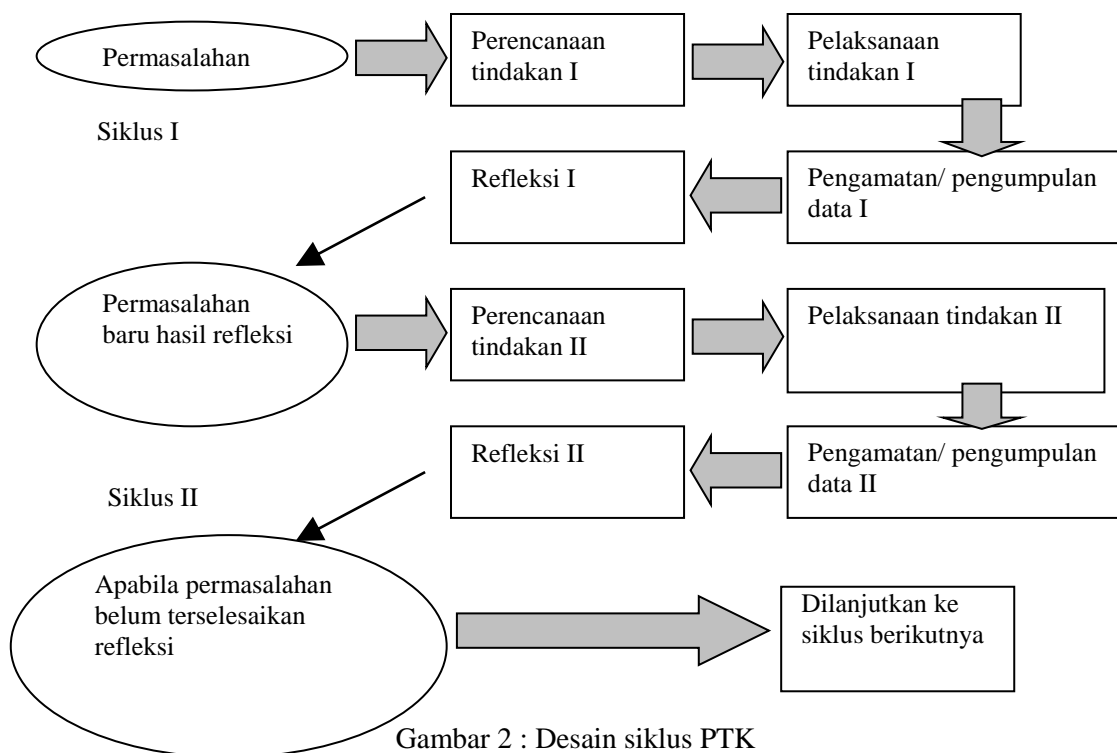 Permasalahan
Perencanaan
tindakan I
Pelaksanaan
tindakan I
Siklus I
Refleksi I
Pengamatan/ pengumpulan
data I
Permasalahan
baru hasil refleksi
Perencanaan
tindakan II
Pelaksanaan tindakan II
Refleksi II
Pengamatan/ pengumpulan
data II
Siklus II
Apabila permasalahan
belum terselesaikan
refleksi
Dilanjutkan ke
siklus berikutnya
Gambar 2 : Desain siklus PTK